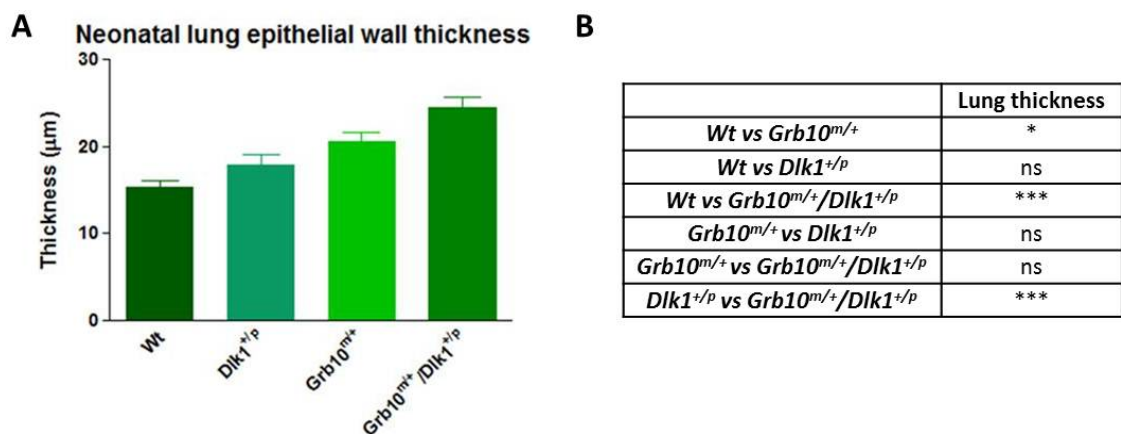 A
Neonatal lung epithelial wall thickness
30
20
10
0
Thickness (µm)
Wt
Dlk1+/p
Grb10m/+
Grb10m/+/Dlk1+/p
B
Lung thickness
Wt vs Grb10m/+ *
Wt vs Dlk1+/p ns
Wt vs Grb10m/+/Dlk1+/p ***
Grb10m/+ vs Dlk1+/p ns
Grb10m/+ vs Grb10m/+/Dlk1+/p ns
Dlk1+/p vs Grb10m/+/Dlk1+/p ***